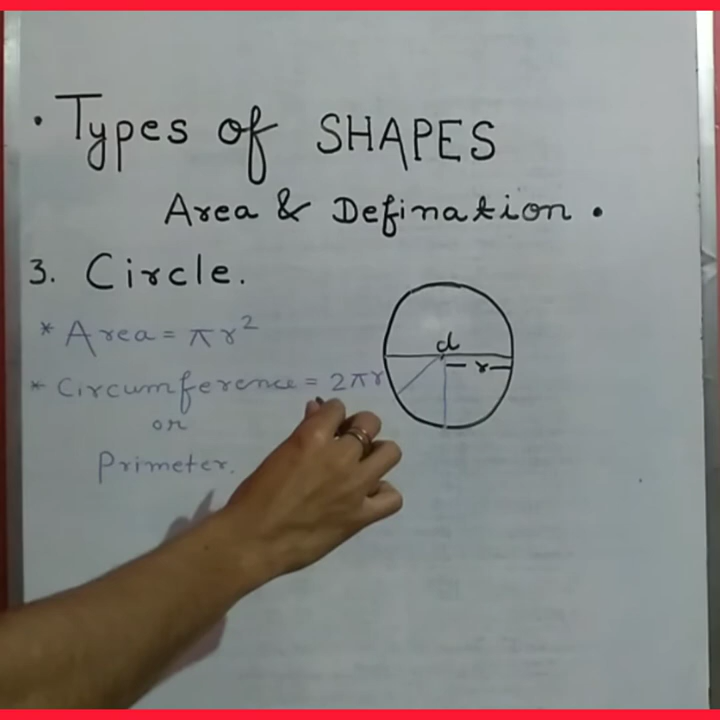 • Types of SHAPES
Area & Defination.
3. Circle.
* Area = πr²
* Circumference = 2πr
or
Primeter.
d
r